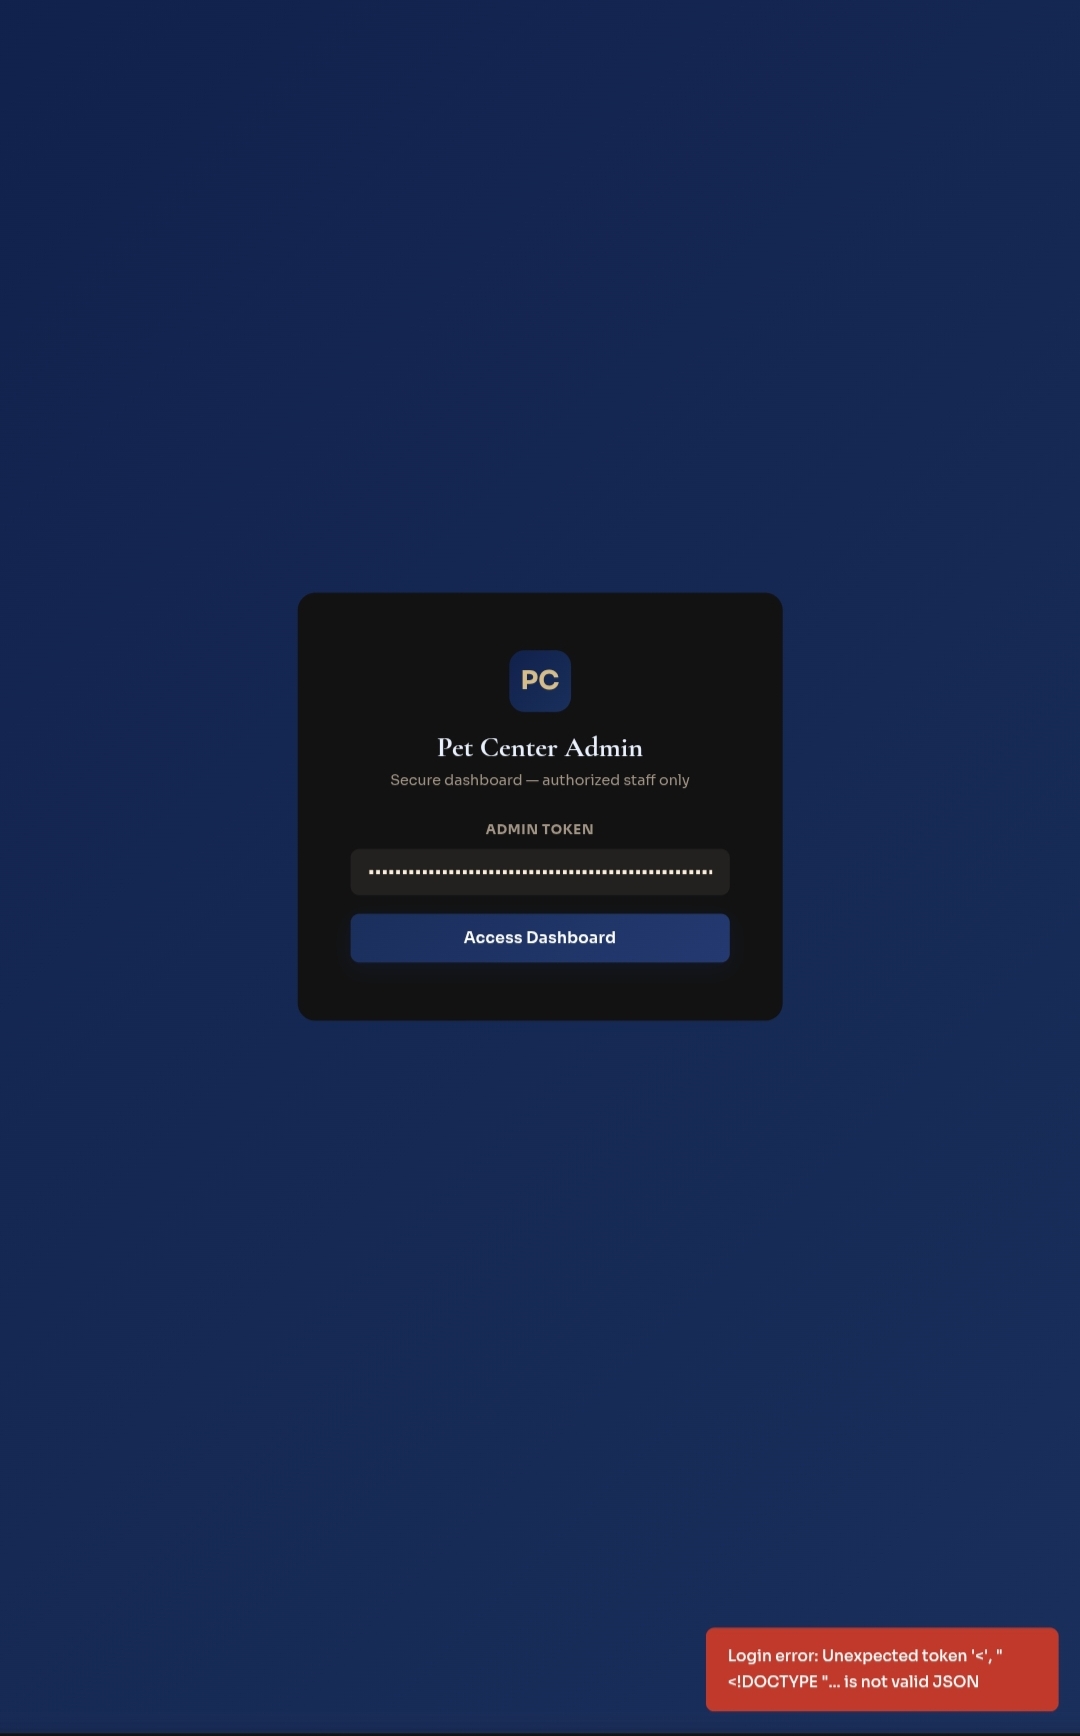 PC
Pet Center Admin
Secure dashboard — authorized staff only
ADMIN TOKEN
Access Dashboard
Login error: Unexpected token '<', "
<!DOCTYPE "... is not valid JSON